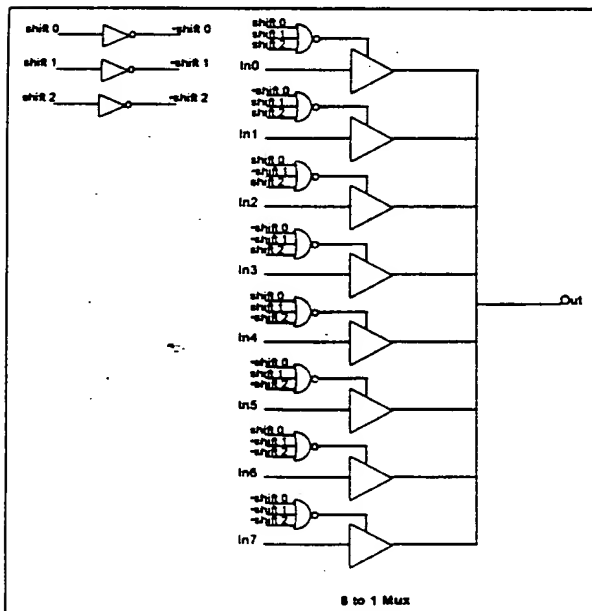 shift 0
-shift 0
shift 1
-shift 1
shift 2
-shift 2
shift 0
shift 1
shift 2
In0
-shift 0
shift 1
shift 2
In1
shift 0
-shift 1
shift 2
In2
-shift 0
-shift 1
shift 2
In3
shift 0
shift 1
-shift 2
In4
-shift 0
shift 1
-shift 2
In5
shift 0
-shift 1
-shift 2
In6
-shift 0
-shift 1
-shift 2
In7
Out
8 to 1 Mux